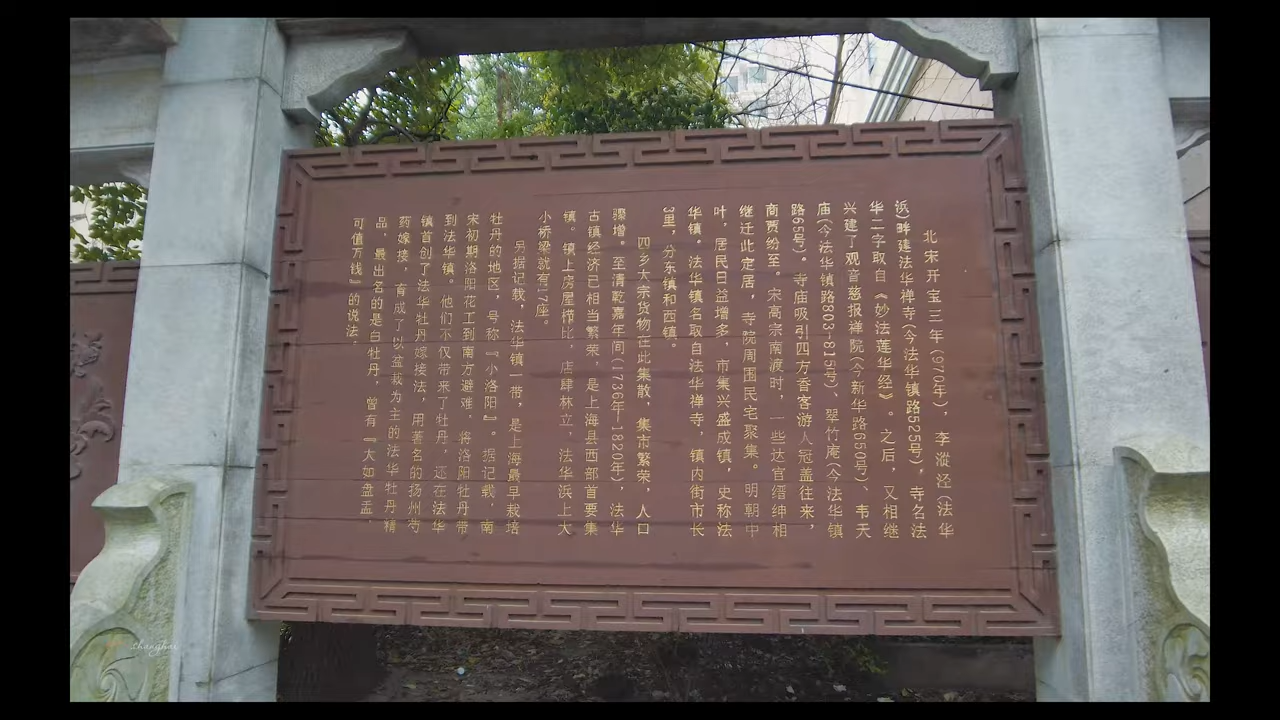 北宋开宝三年(970年)，李漎泾(法华
浜)畔建法华禅寺(今法华镇路525号)，寺名法
华二字取自《妙法莲华经》。之后，又相继
兴建了观音慈报禅院(今新华路650号)、韦天
庙(今法华镇路803-815号)、翠竹庵(今法华镇
路65号)。寺庙吸引四方香客游人冠盖往来，
商贾纷至。宋高宗南渡时，一些达官缙绅相
继迁此定居，寺院周围民宅聚集。明朝中
叶，居民日益增多，市集兴盛成镇，史称法
华镇。法华镇名取自法华禅寺，镇内街市长
3里，分东镇和西镇。
四乡大宗货物在此集散，集市繁荣，人口
骤增。至清乾嘉年间(1736年-1820年)，法华
古镇经济已相当繁荣，是上海县西部首要集
镇。镇上房屋栉比，店肆林立，法华浜上大
小桥梁就有17座。
另据记载，法华镇一带，是上海最早栽培
牡丹的地区，号称『小洛阳』。据记载，南
宋初期洛阳花工到南方避难，将洛阳牡丹带
到法华镇。他们不仅带来了牡丹，还在法华
镇首创了法华牡丹嫁接法，用著名的扬州芍
药嫁接，育成了以盆栽为主的法华牡丹精
品，最出名的是白牡丹，曾有『大如盘盂，
可值万钱』的说法。
shanghai